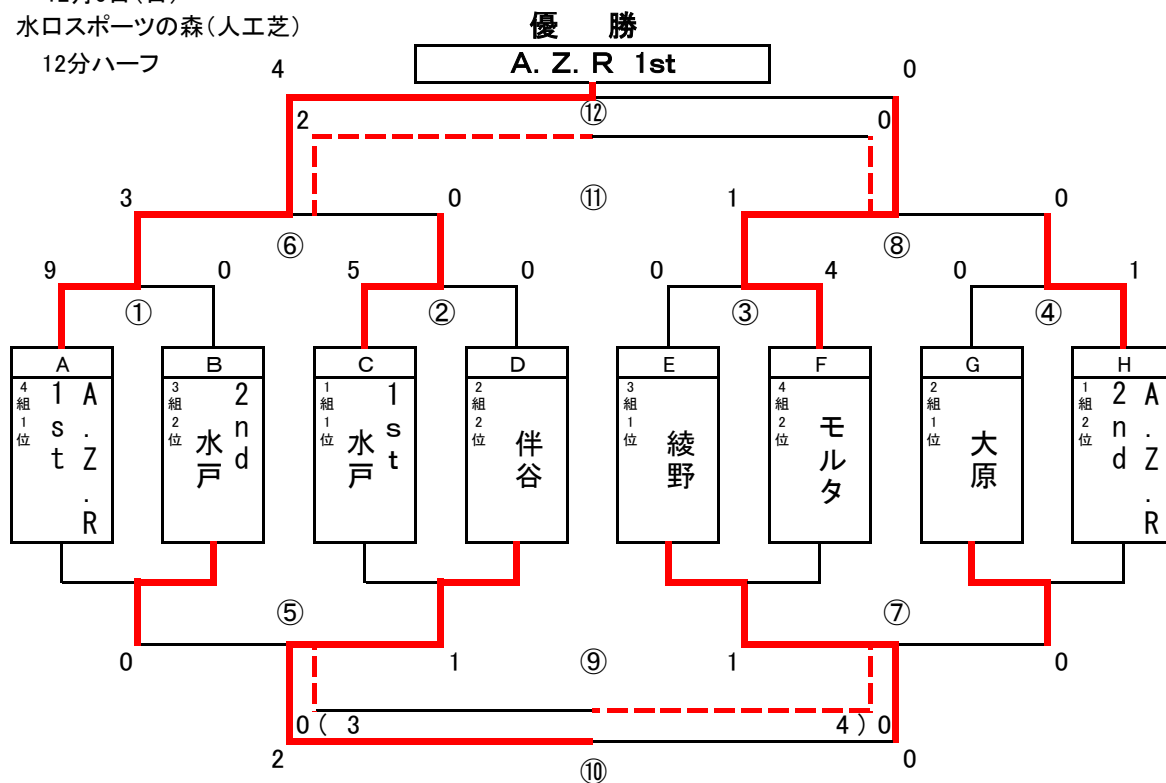 水口スポーツの森(人工芝)
12分ハーフ
優 勝
A. Z. R 1st
4
0
⑫
2
0
3
0
⑪
1
0
⑥
⑧
9
0
5
0
0
4
0
1
①
②
③
④
A
B
C
D
E
F
G
H
4組1位
A.Z.R
1st
3組2位
2nd
水戸
1組1位
1st
水戸
2組2位
伴谷
3組1位
綾野
4組2位
モルタ
2組1位
大原
1組2位
A.Z.R
2nd
⑤
⑦
0
1
⑨
1
0
0( 3
4 )0
2
⑩
0